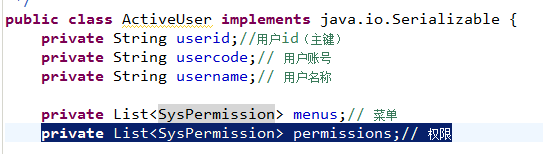 */
public class ActiveUser implements java.io.Serializable {
private String userid;//用户id（主键）
private String usercode;// 用户账号
private String username;// 用户名称
private List<SysPermission> menus;// 菜单
private List<SysPermission> permissions;// 权限